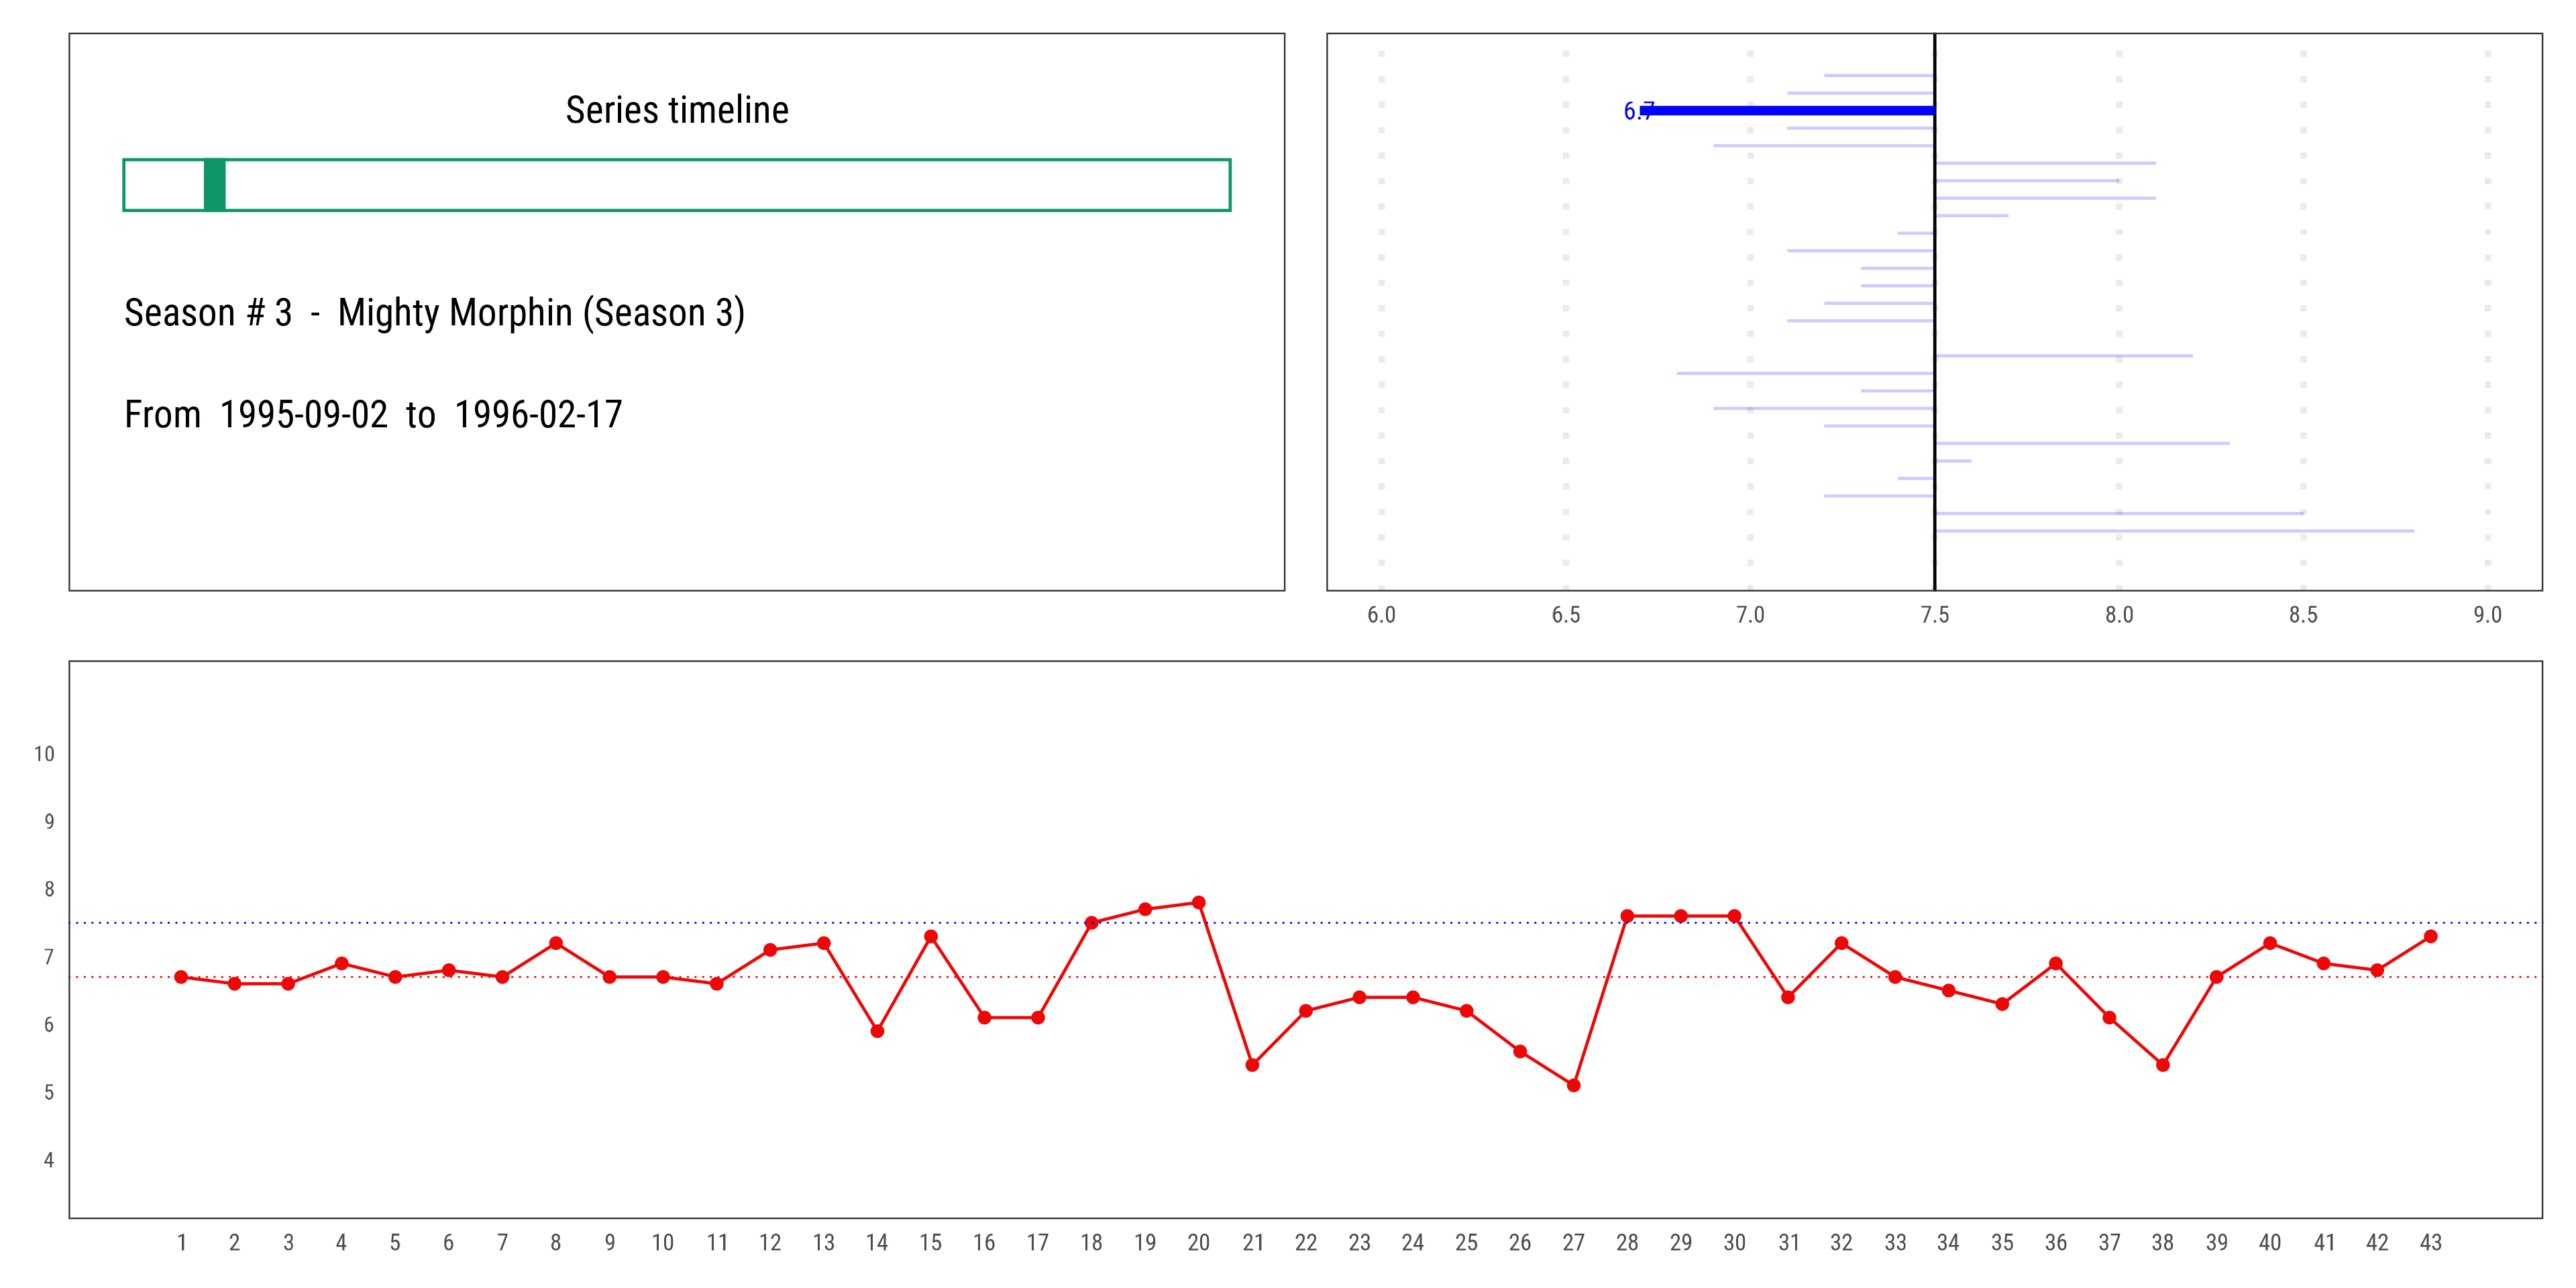 Series timeline
Season # 3 - Mighty Morphin (Season 3)
From 1995-09-02 to 1996-02-17
6.7
6.0 6.5 7.0 7.5 8.0 8.5 9.0
10
9
8
7
6
5
4
1 2 3 4 5 6 7 8 9 10 11 12 13 14 15 16 17 18 19 20 21 22 23 24 25 26 27 28 29 30 31 32 33 34 35 36 37 38 39 40 41 42 43